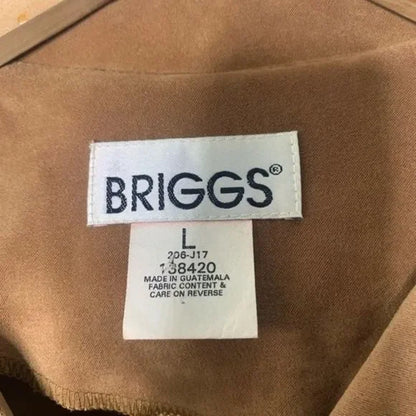 BRIGGS®
L
206-J17
138420
MADE IN GUATEMALA
FABRIC CONTENT &
CARE ON REVERSE